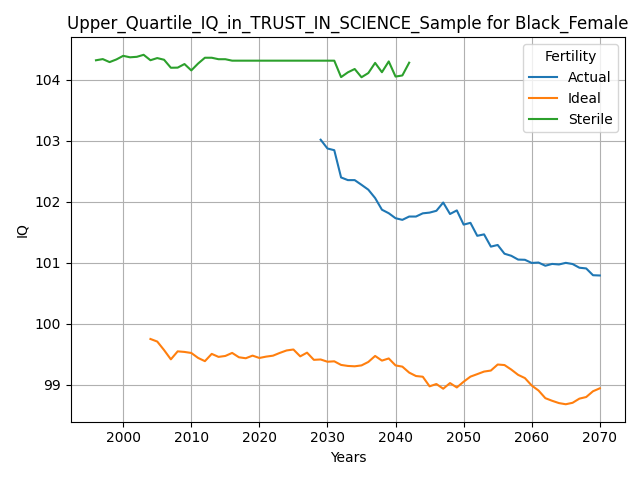 Upper_Quartile_IQ_in_TRUST_IN_SCIENCE_Sample for Black_Female
Fertility
Actual
Ideal
Sterile
104
103
102
101
100
99
IQ
2000 2010 2020 2030 2040 2050 2060 2070
Years